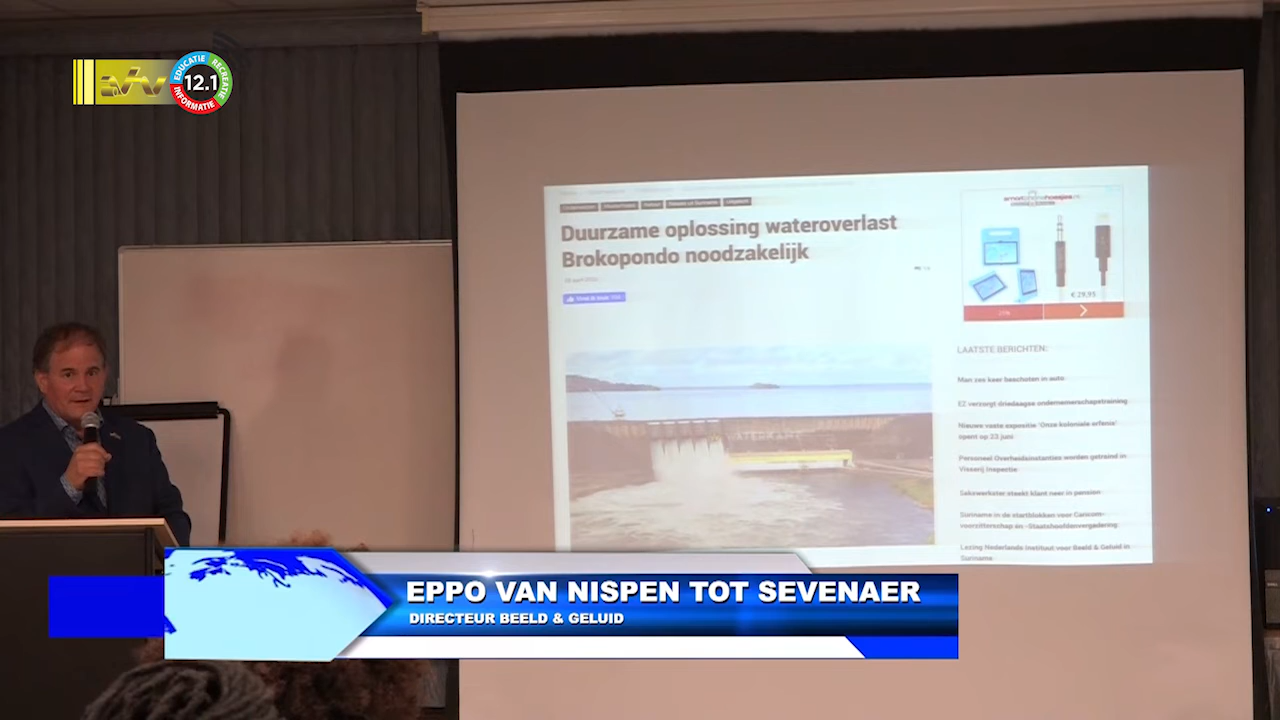 EDUCATIE
RECREATIE
INFORMATIE
12.1
Duurzame oplossing wateroverlast
Brokopondo noodzakelijk
€ 29,95
LAATSTE BERICHTEN:
Man zes keer beschoten in auto
EZ verzorgt driedaagse ondernemerschapstraining
Nieuwe vaste expositie 'Onze koloniale erfenis'
opent op 23 juni
Personeel Overheidsinstanties worden getraind in
Visserij Inspectie
Sekswerkster steekt klant neer in pension
Suriname in de startblokken voor Caricom-
voorzitterschap en -Staatshoofdenvergadering
Lezing Nederlands Instituut voor Beeld & Geluid in
Suriname
EPPO VAN NISPEN TOT SEVENAER
DIRECTEUR BEELD & GELUID